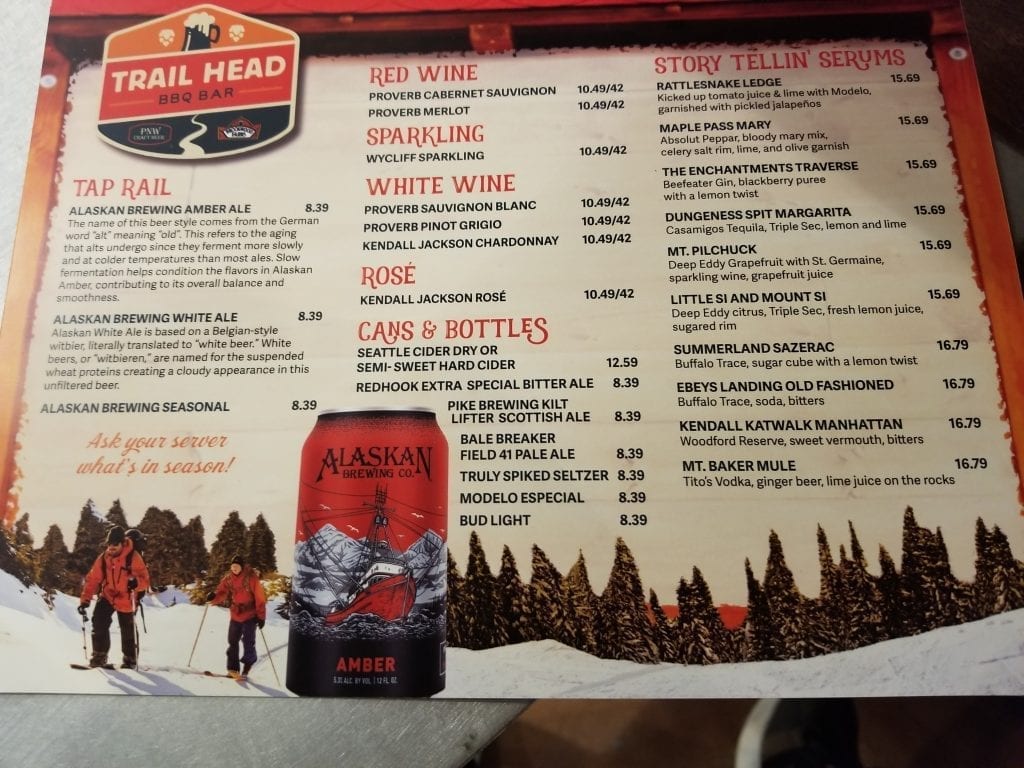 TRAIL HEAD
BBQ BAR
PNW
CRAFT BEER
TAP RAIL
ALASKAN BREWING AMBER ALE 8.39
The name of this beer style comes from the German
word "alt" meaning "old". This refers to the aging
that alts undergo since they ferment more slowly
and at colder temperatures than most ales. Slow
fermentation helps condition the flavors in Alaskan
Amber, contributing to its overall balance and
smoothness.
ALASKAN BREWING WHITE ALE 8.39
Alaskan White Ale is based on a Belgian-style
witbier, literally translated to "white beer." White
beers, or "witbieren," are named for the suspended
wheat proteins creating a cloudy appearance in this
unfiltered beer.
ALASKAN BREWING SEASONAL 8.39
Ask your server
what's in season!
RED WINE
PROVERB CABERNET SAUVIGNON 10.49/42
PROVERB MERLOT 10.49/42
SPARKLING
WYCLIFF SPARKLING 10.49/42
WHITE WINE
PROVERB SAUVIGNON BLANC 10.49/42
PROVERB PINOT GRIGIO 10.49/42
KENDALL JACKSON CHARDONNAY 10.49/42
ROSÉ
KENDALL JACKSON ROSÉ 10.49/42
CANS & BOTTLES
SEATTLE CIDER DRY OR
SEMI-SWEET HARD CIDER 12.59
REDHOOK EXTRA SPECIAL BITTER ALE 8.39
PIKE BREWING KILT
LIFTER SCOTTISH ALE 8.39
BALE BREAKER
FIELD 41 PALE ALE 8.39
TRULY SPIKED SELTZER 8.39
MODELO ESPECIAL 8.39
BUD LIGHT 8.39
ALASKAN
BREWING CO.
AMBER
5.3% ALC. BY VOL. | 12 FL. OZ.
STORY TELLIN' SERUMS
RATTLESNAKE LEDGE 15.69
Kicked up tomato juice & lime with Modelo,
garnished with pickled jalapeños
MAPLE PASS MARY 15.69
Absolut Peppar, bloody mary mix,
celery salt rim, lime, and olive garnish
THE ENCHANTMENTS TRAVERSE 15.69
Beefeater Gin, blackberry puree
with a lemon twist
DUNGENESS SPIT MARGARITA 15.69
Casamigos Tequila, Triple Sec, lemon and lime
MT. PILCHUCK 15.69
Deep Eddy Grapefruit with St. Germaine,
sparkling wine, grapefruit juice
LITTLE SI AND MOUNT SI 15.69
Deep Eddy citrus, Triple Sec, fresh lemon juice,
sugared rim
SUMMERLAND SAZERAC 16.79
Buffalo Trace, sugar cube with a lemon twist
EBEYS LANDING OLD FASHIONED 16.79
Buffalo Trace, soda, bitters
KENDALL KATWALK MANHATTAN 16.79
Woodford Reserve, sweet vermouth, bitters
MT. BAKER MULE 16.79
Tito's Vodka, ginger beer, lime juice on the rocks